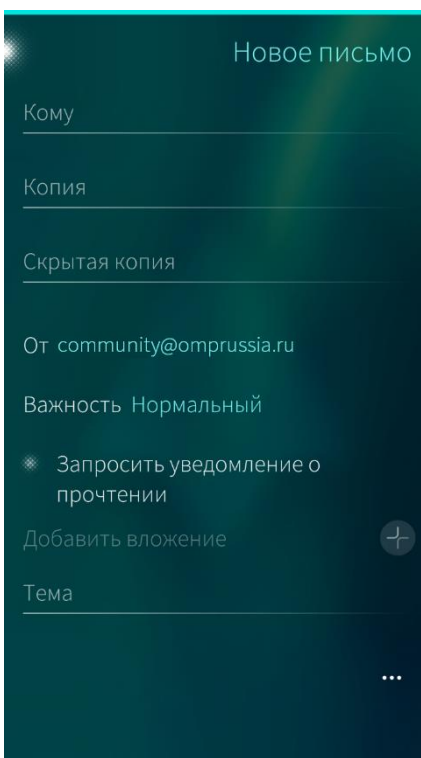 Новое письмо
Кому
Копия
Скрытая копия
От community@omprussia.ru
Важность Нормальный
Запросить уведомление о
прочтении
Добавить вложение
Тема
...